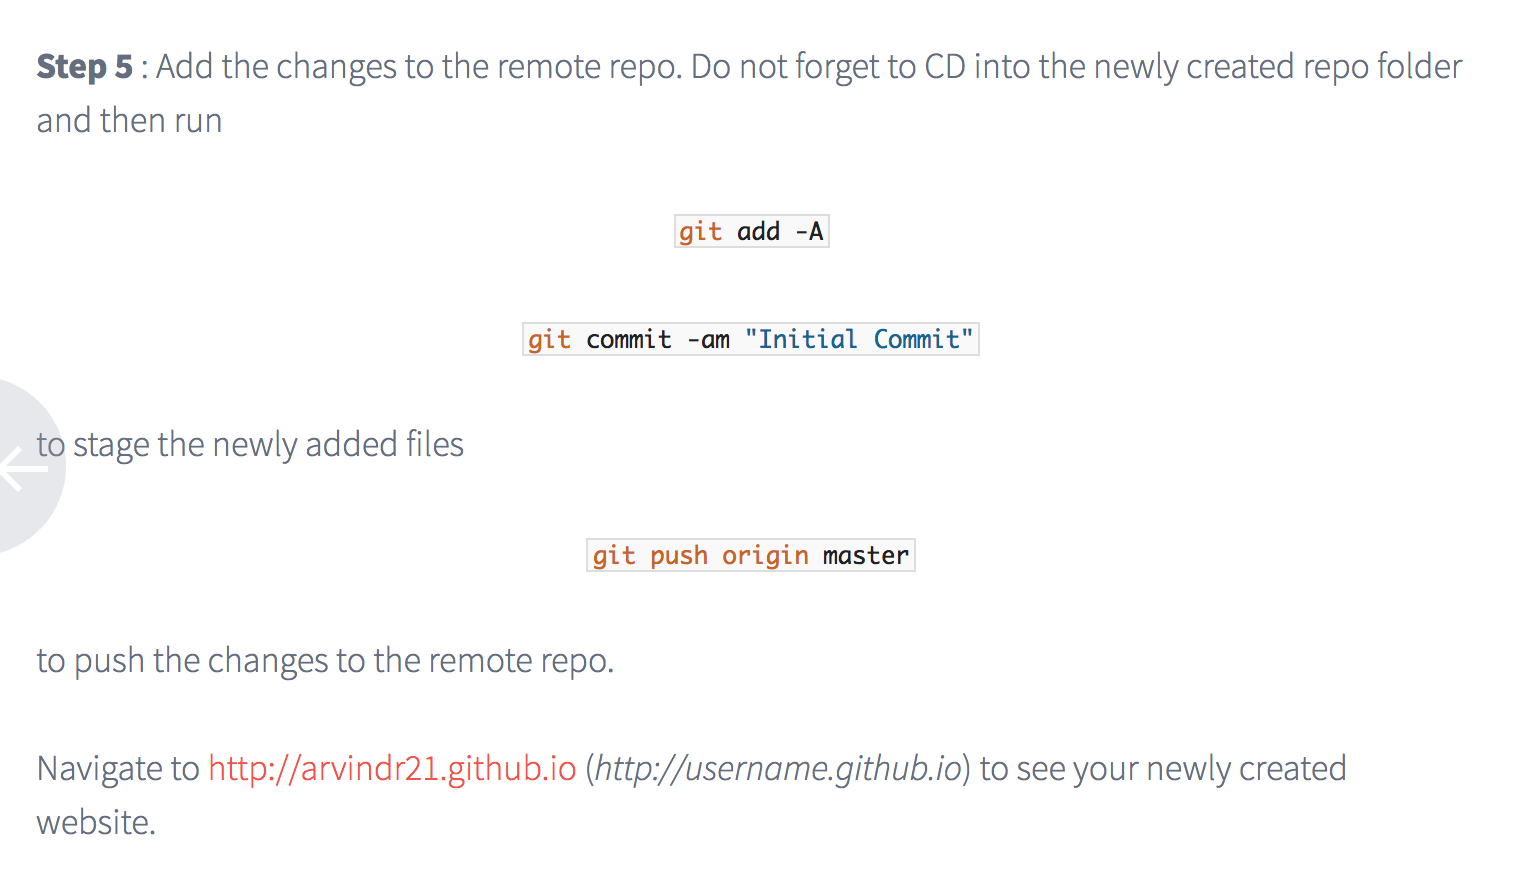 Step 5 : Add the changes to the remote repo. Do not forget to CD into the newly created repo folder
and then run
git add -A
git commit -am "Initial Commit"
to stage the newly added files
git push origin master
to push the changes to the remote repo.
Navigate to http://arvindr21.github.io (http://username.github.io) to see your newly created
website.